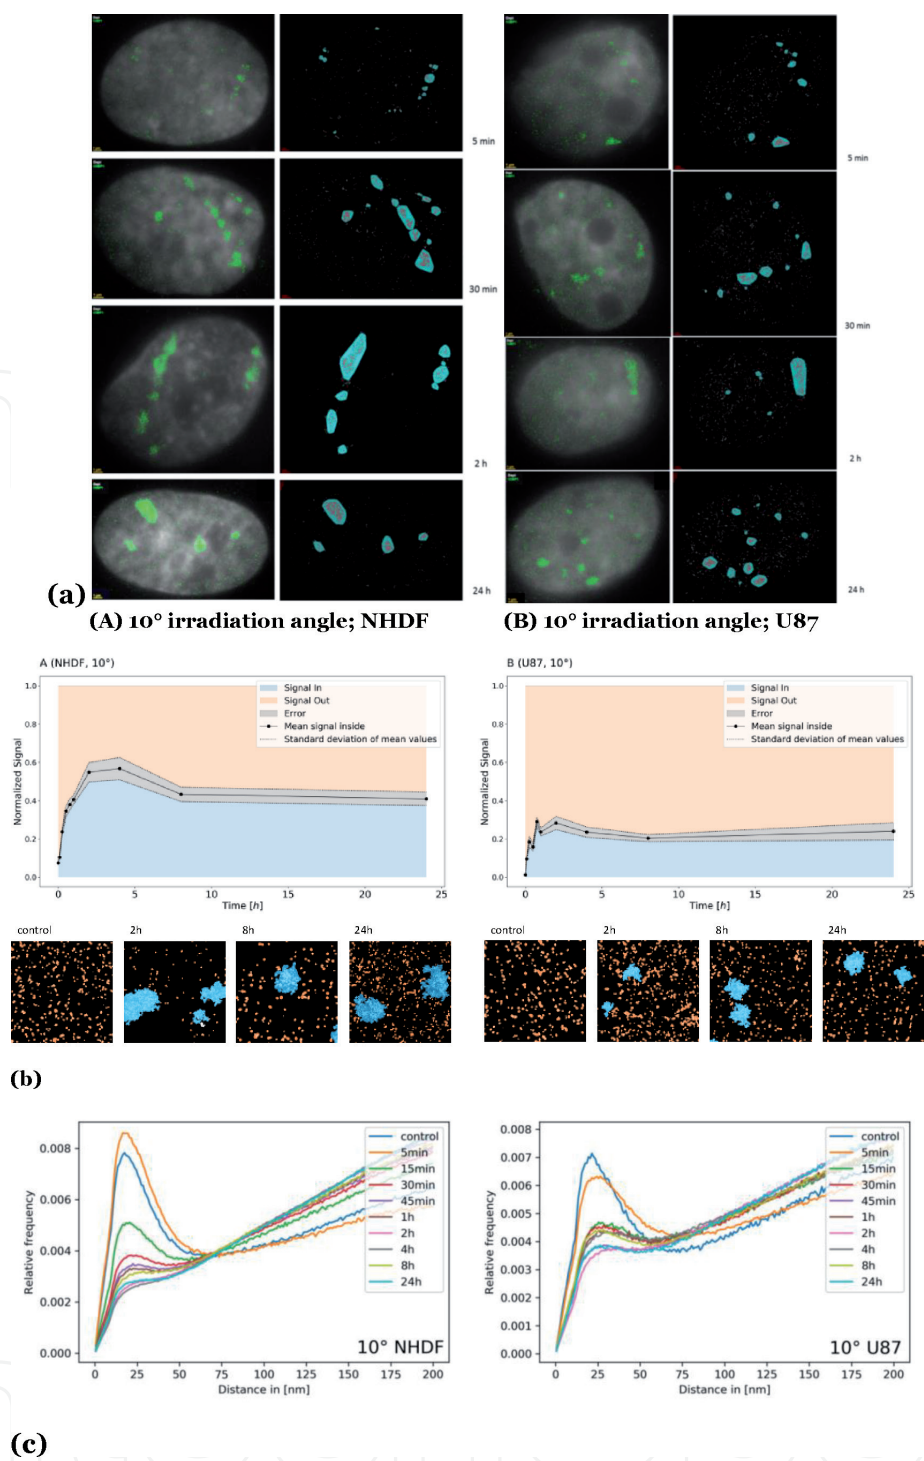 5 min
5 min
30 min
30 min
2 h
2 h
24 h
24 h
(a)
(A) 10° irradiation angle; NHDF
(B) 10° irradiation angle; U87
A (NHDF, 10°)
1.0
0.8
0.6
0.4
0.2
0.0
Normalized Signal
Signal In
Signal Out
Error
Mean signal inside
Standard deviation of mean values
0 5 10 15 20 25
Time [h]
B (U87, 10°)
1.0
0.8
0.6
0.4
0.2
0.0
Normalized Signal
Signal In
Signal Out
Error
Mean signal inside
Standard deviation of mean values
0 5 10 15 20 25
Time [h]
control 2h 8h 24h
control 2h 8h 24h
(b)
0.008
0.006
0.004
0.002
0.000
Relative frequency
control
5min
15min
30min
45min
1h
2h
4h
8h
24h
10° NHDF
0 25 50 75 100 125 150 175 200
Distance in [nm]
0.008
0.007
0.006
0.005
0.004
0.003
0.002
0.001
0.000
Relative frequency
control
5min
15min
30min
45min
1h
2h
4h
8h
24h
10° U87
0 25 50 75 100 125 150 175 200
Distance in [nm]
(c)